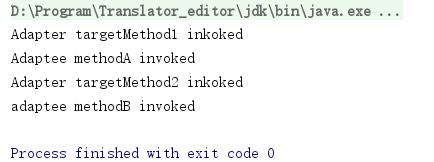 D:\Program\Translator_editor\jdk\bin\java.exe ...
Adapter targetMethod1 inkoked
Adaptee methodA invoked
Adapter targetMethod2 inkoked
adaptee methodB invoked
Process finished with exit code 0